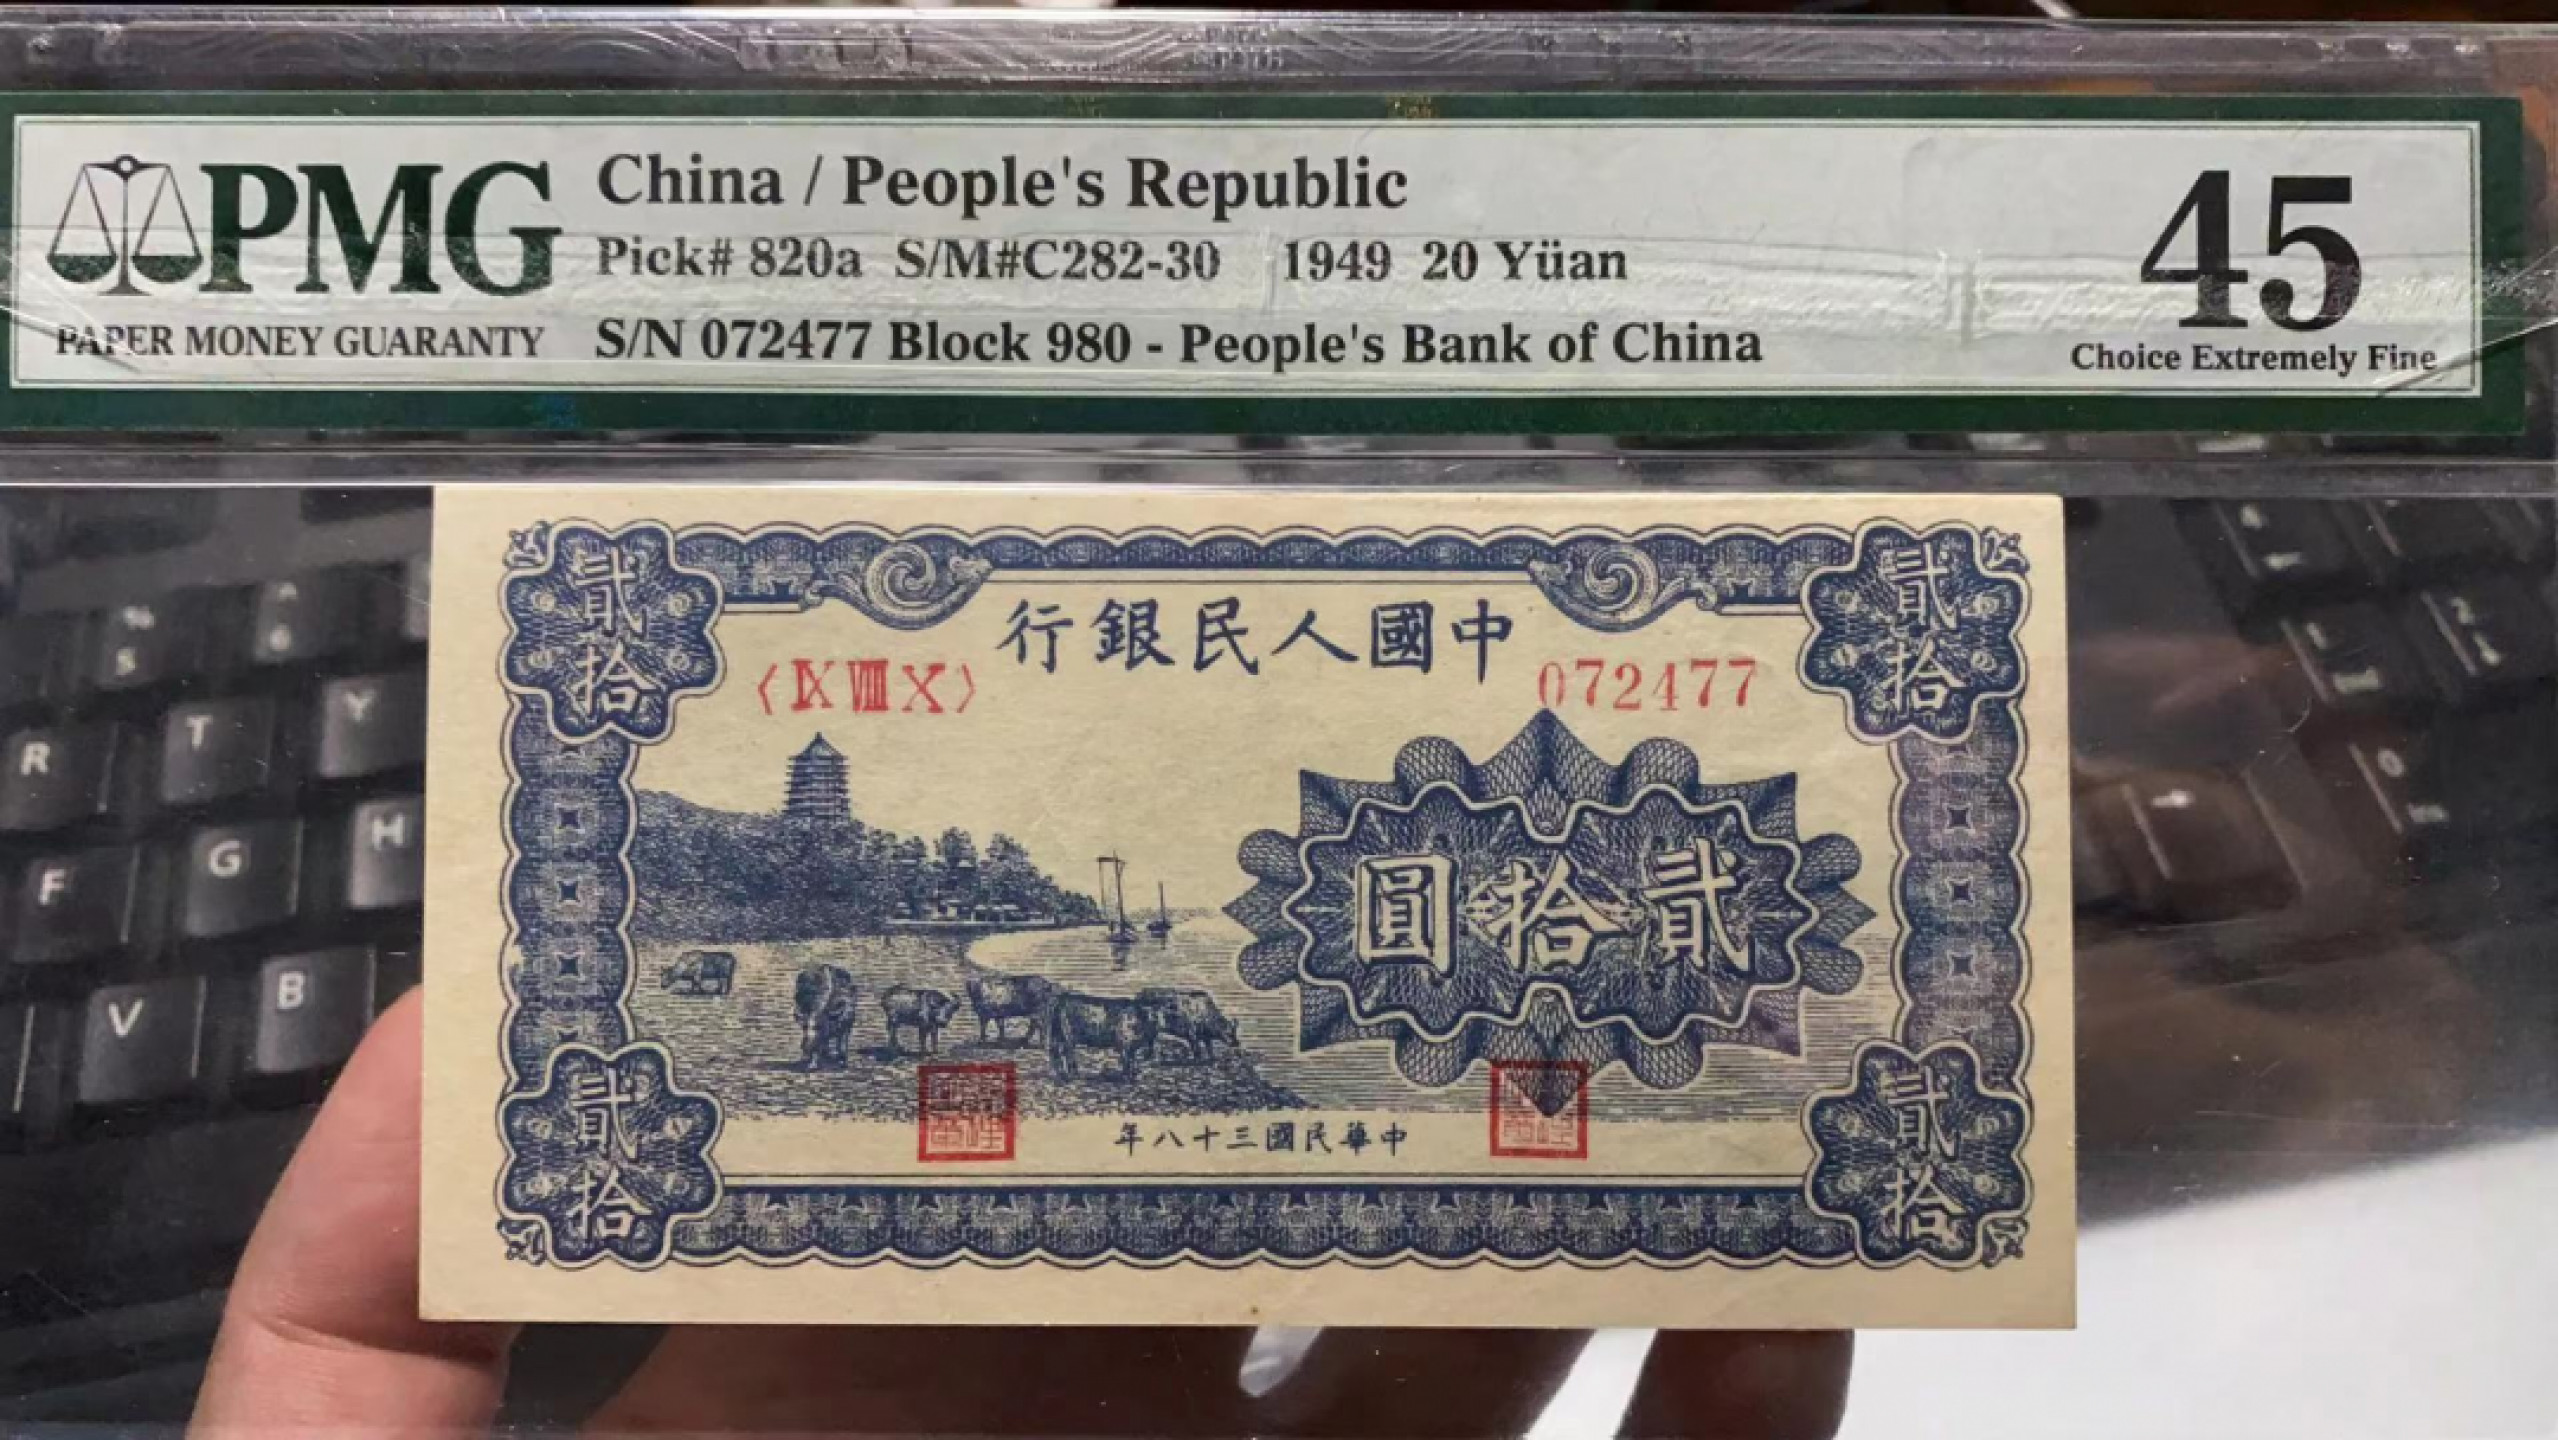 PMG
PAPER MONEY GUARANTY
China / People's Republic
Pick# 820a S/M#C282-30 1949 20 Yüan
S/N 072477 Block 980 - People's Bank of China
45
Choice Extremely Fine
貳拾
貳拾
行銀民人國中
〈IX VIII X〉
072477
圓拾貳
年八十三國民華中
貳拾
貳拾
R
T
Y
F
G
H
V
B